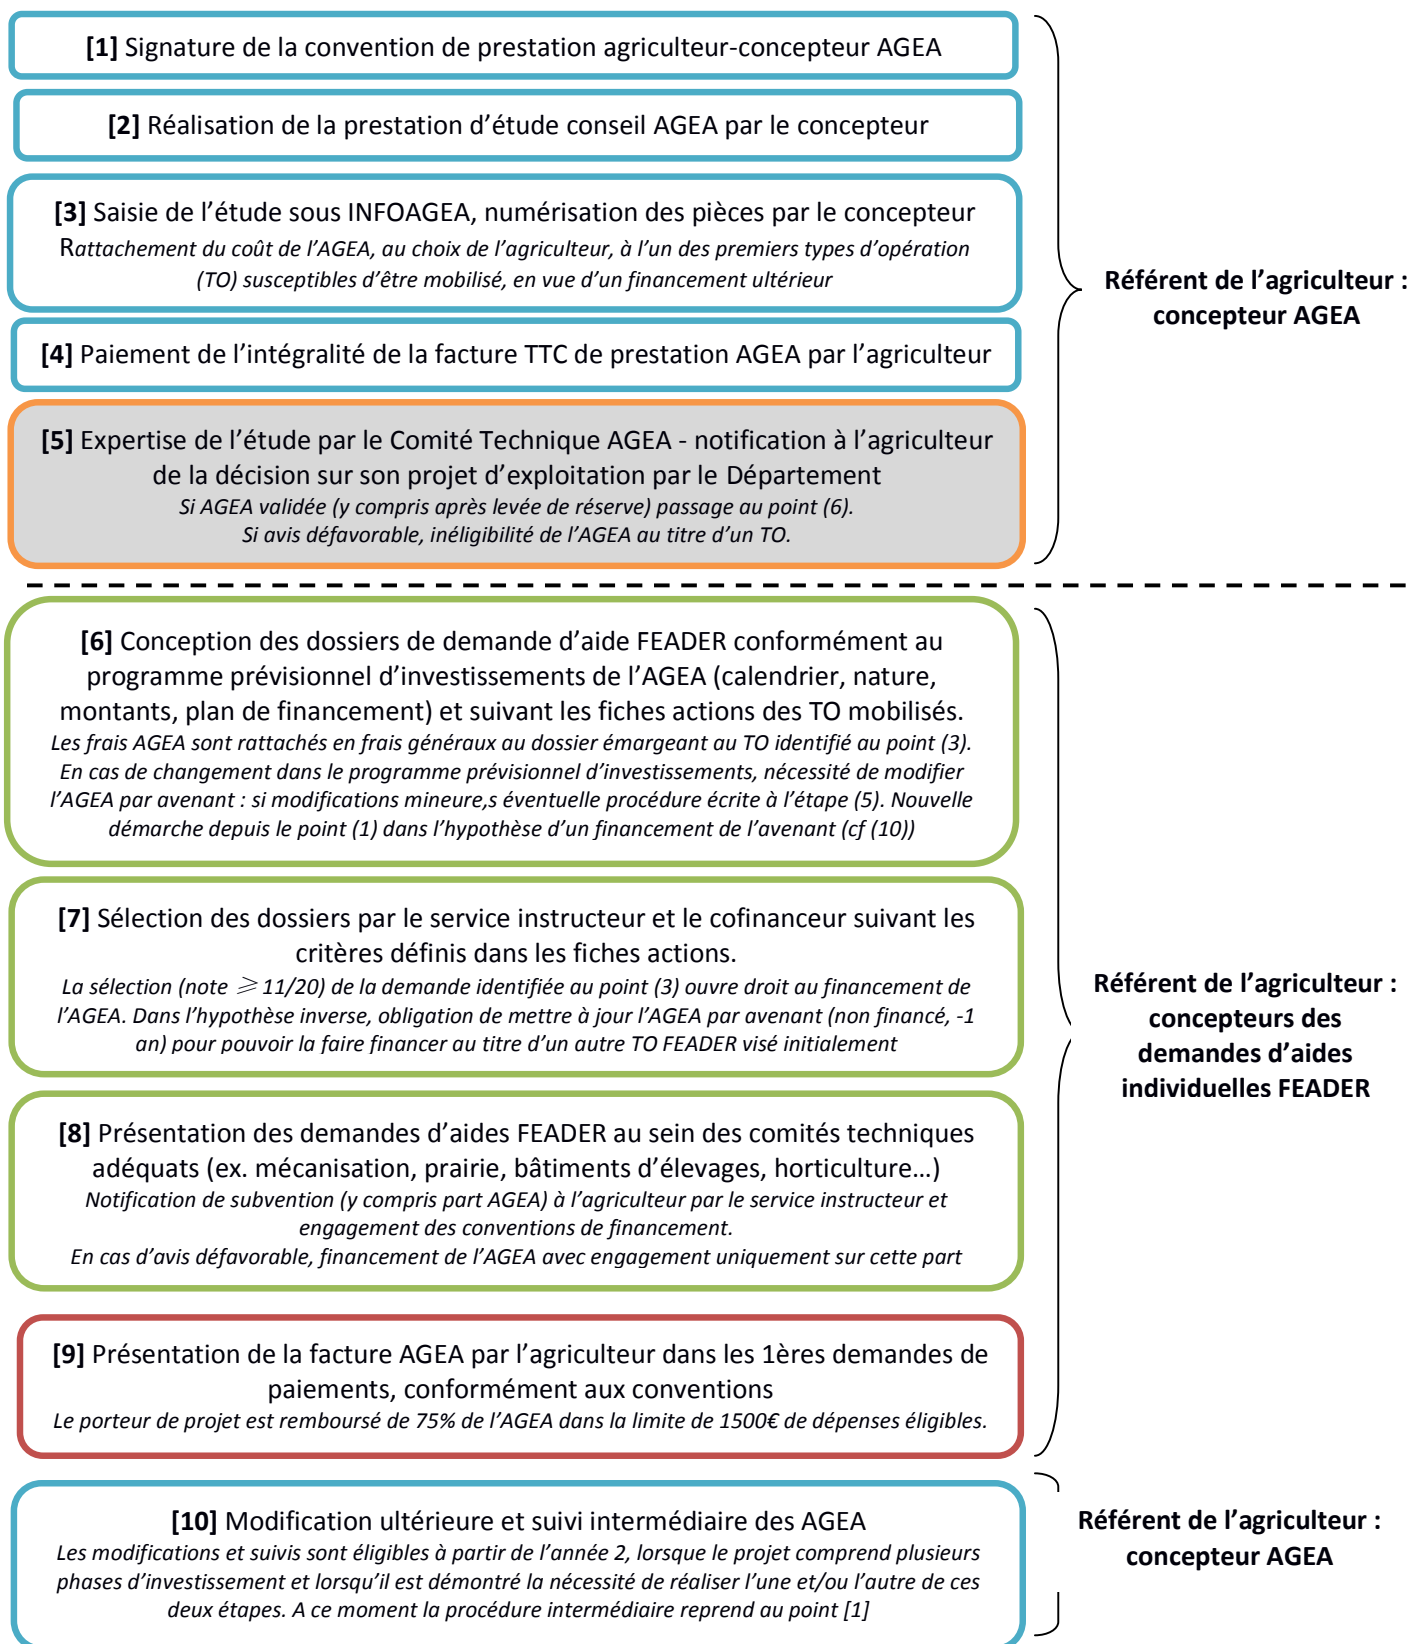 [1] Signature de la convention de prestation agriculteur-concepteur AGEA
[2] Réalisation de la prestation d'étude conseil AGEA par le concepteur
[3] Saisie de l'étude sous INFOAGEA, numérisation des pièces par le concepteur
Rattachement du coût de l'AGEA, au choix de l'agriculteur, à l'un des premiers types d'opération
(TO) susceptibles d'être mobilisé, en vue d'un financement ultérieur
[4] Paiement de l'intégralité de la facture TTC de prestation AGEA par l'agriculteur
[5] Expertise de l'étude par le Comité Technique AGEA - notification à l'agriculteur
de la décision sur son projet d'exploitation par le Département
Si AGEA validée (y compris après levée de réserve) passage au point (6).
Si avis défavorable, inéligibilité de l'AGEA au titre d'un TO.
Référent de l'agriculteur :
concepteur AGEA
[6] Conception des dossiers de demande d'aide FEADER conformément au
programme prévisionnel d'investissements de l'AGEA (calendrier, nature,
montants, plan de financement) et suivant les fiches actions des TO mobilisés.
Les frais AGEA sont rattachés en frais généraux au dossier émargeant au TO identifié au point (3).
En cas de changement dans le programme prévisionnel d'investissements, nécessité de modifier
l'AGEA par avenant : si modifications mineure,s éventuelle procédure écrite à l'étape (5). Nouvelle
démarche depuis le point (1) dans l'hypothèse d'un financement de l'avenant (cf (10))
[7] Sélection des dossiers par le service instructeur et le cofinanceur suivant les
critères définis dans les fiches actions.
La sélection (note ≥ 11/20) de la demande identifiée au point (3) ouvre droit au financement de
l'AGEA. Dans l'hypothèse inverse, obligation de mettre à jour l'AGEA par avenant (non financé, -1
an) pour pouvoir la faire financer au titre d'un autre TO FEADER visé initialement
[8] Présentation des demandes d'aides FEADER au sein des comités techniques
adéquats (ex. mécanisation, prairie, bâtiments d'élevages, horticulture…)
Notification de subvention (y compris part AGEA) à l'agriculteur par le service instructeur et
engagement des conventions de financement.
En cas d'avis défavorable, financement de l'AGEA avec engagement uniquement sur cette part
[9] Présentation de la facture AGEA par l'agriculteur dans les 1ères demandes de
paiements, conformément aux conventions
Le porteur de projet est remboursé de 75% de l'AGEA dans la limite de 1500€ de dépenses éligibles.
Référent de l'agriculteur :
concepteurs des
demandes d'aides
individuelles FEADER
[10] Modification ultérieure et suivi intermédiaire des AGEA
Les modifications et suivis sont éligibles à partir de l'année 2, lorsque le projet comprend plusieurs
phases d'investissement et lorsqu'il est démontré la nécessité de réaliser l'une et/ou l'autre de ces
deux étapes. A ce moment la procédure intermédiaire reprend au point [1]
Référent de l'agriculteur :
concepteur AGEA